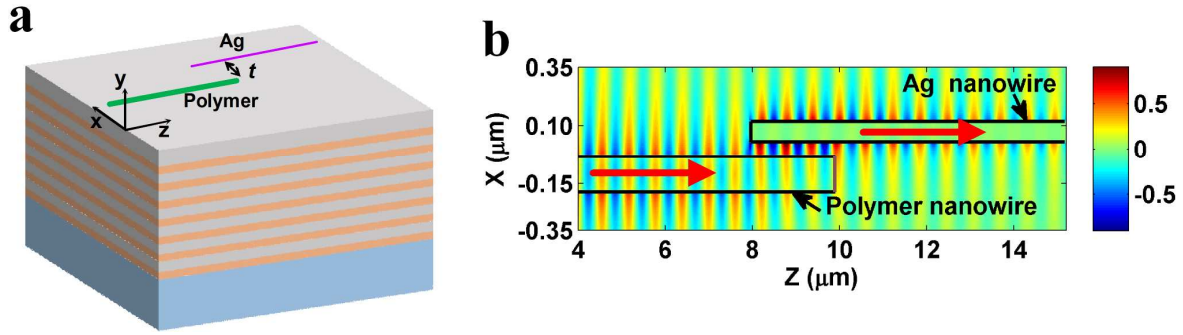 a
Ag
t
y
Polymer
x
z
b
0.35
0.10
-0.15
-0.35
X (μm)
Ag nanowire
Polymer nanowire
4 6 8 10 12 14
Z (μm)
0.5
0
-0.5